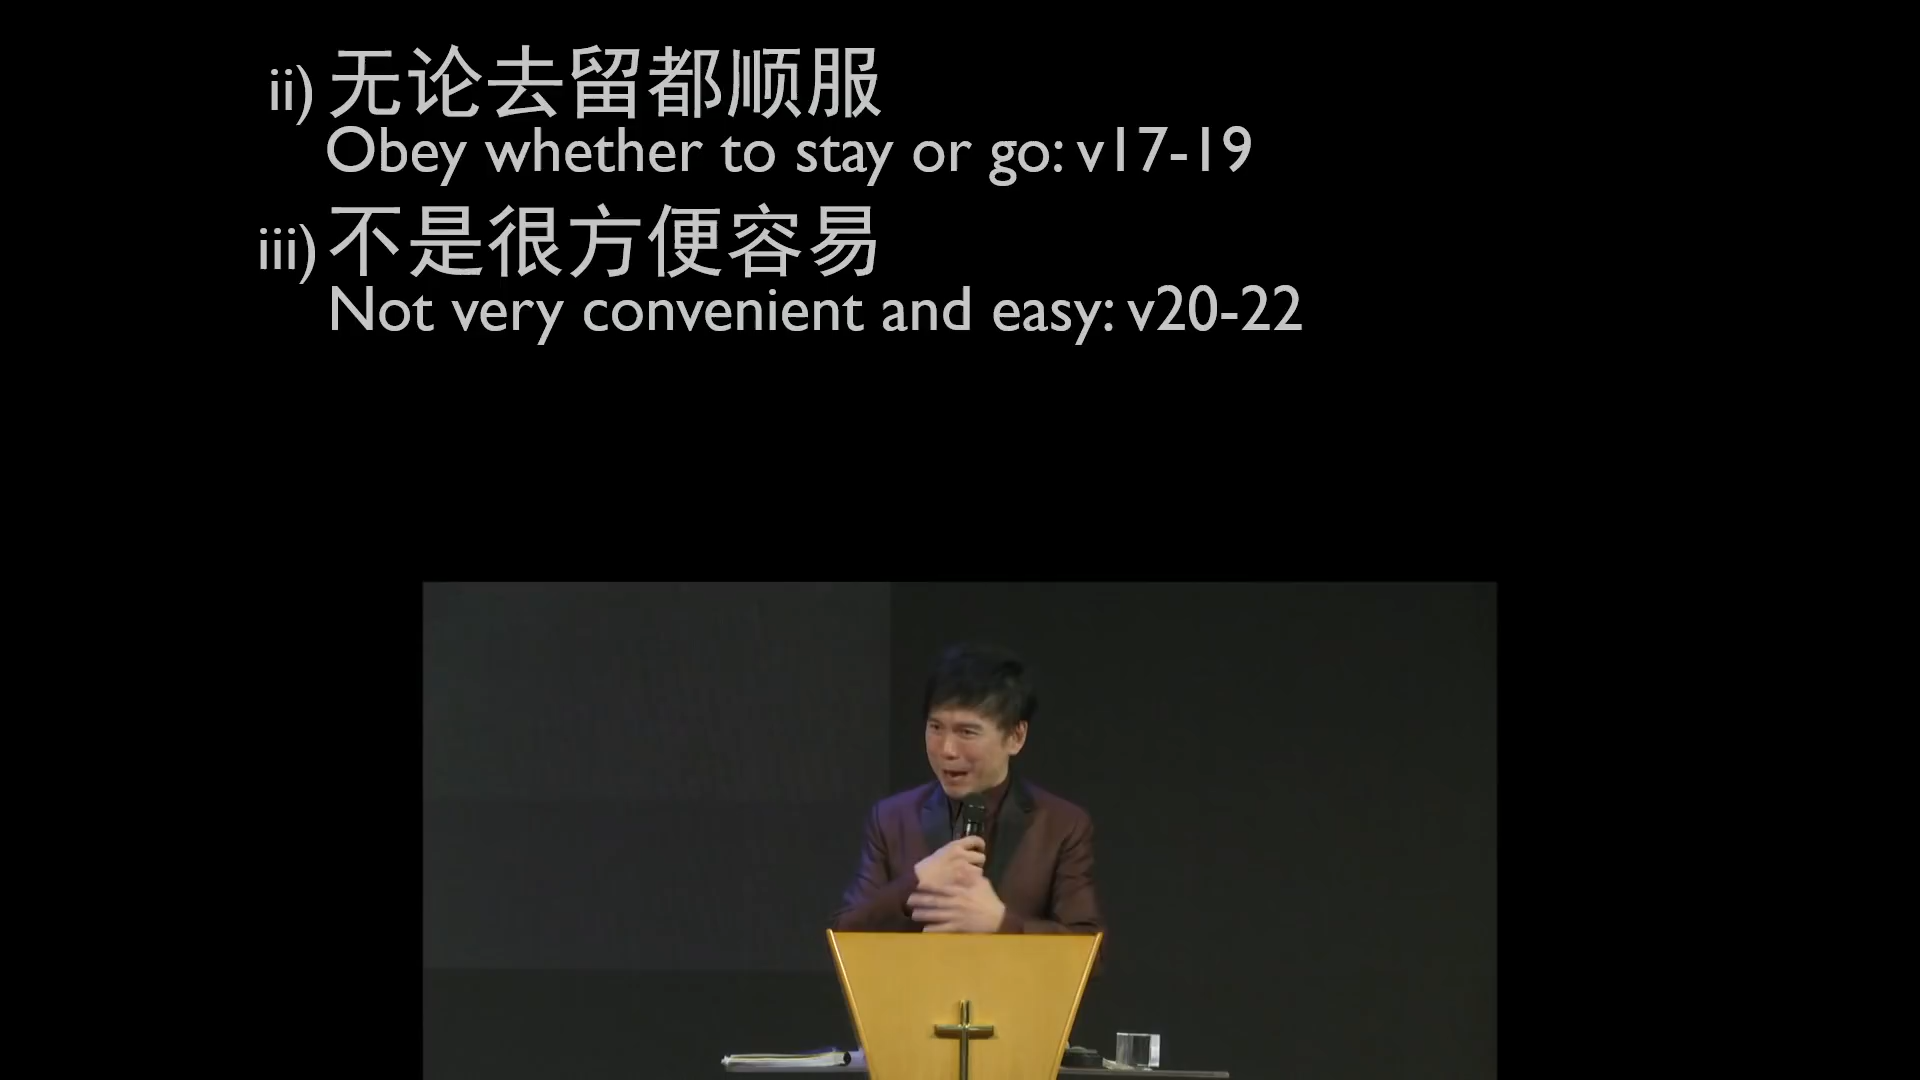 ii) 无论去留都顺服
Obey whether to stay or go: v17-19
iii) 不是很方便容易
Not very convenient and easy: v20-22